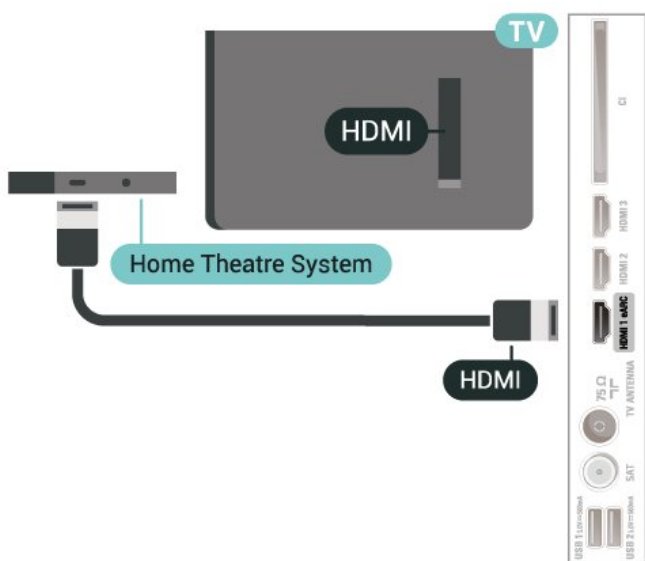 TV
HDMI
Home Theatre System
HDMI
CI
HDMI 3
HDMI 2
HDMI 1 eARC
75 Ω
TV ANTENNA
SAT
USB 1
USB 2